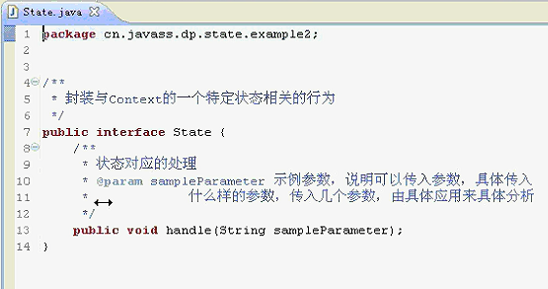 State.java
1 package cn.javass.dp.state.example2;
2
3
4 /**
5  * 封装与Context的一个特定状态相关的行为
6  */
7 public interface State {
8     /**
9      * 状态对应的处理
10      * @param sampleParameter 示例参数，说明可以传入参数，具体传入
11      *             什么样的参数，传入几个参数，由具体应用来具体分析
12      */
13     public void handle(String sampleParameter);
14 }